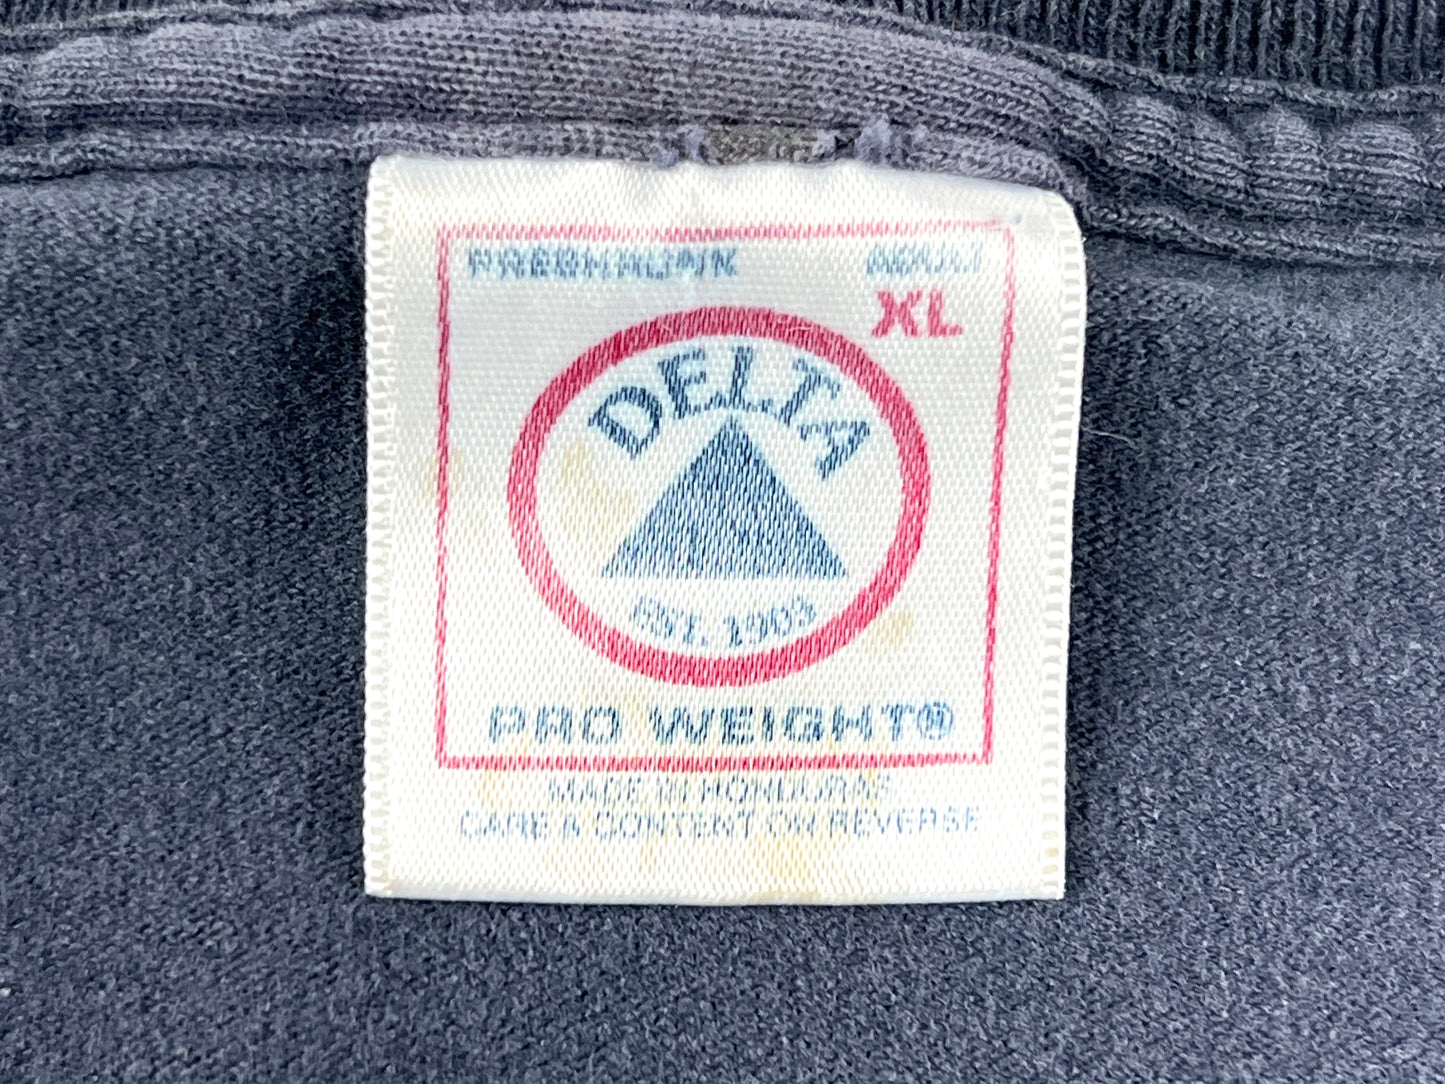 PRESHRUNK ADULT
XL
DELTA
EST. 1903
PRO WEIGHT®
MADE IN HONDURAS
CARE & CONTENT ON REVERSE